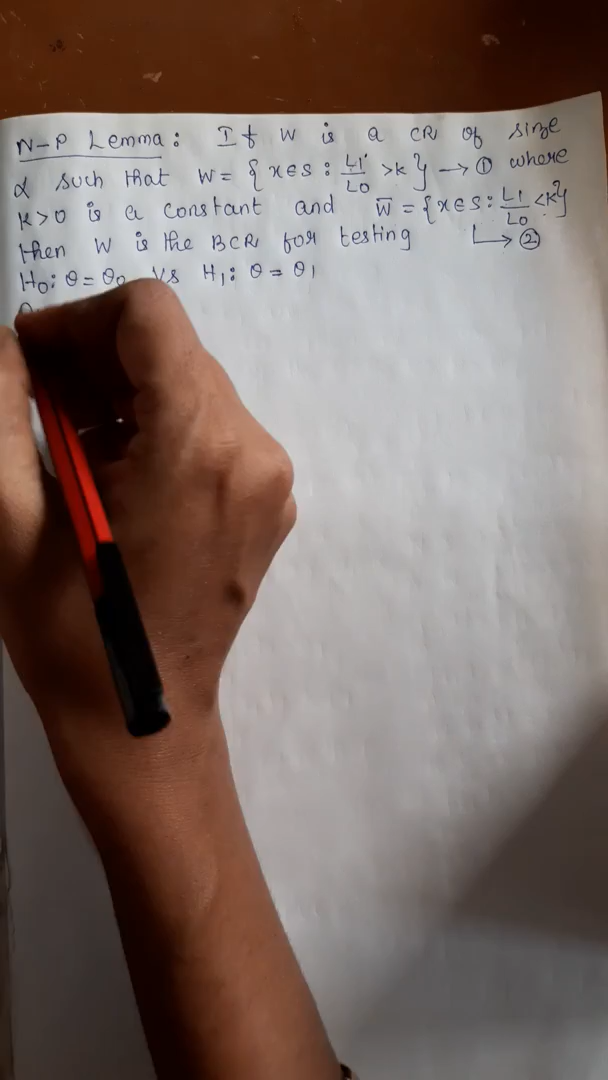 N-P Lemma: If W is a CR of size
α such that W = { x∈S : L1/L0 >k } → ① where
K>0 is a constant and W̅ = {x∈S: L1/L0 <k}
then W is the BCR for testing ↳ ②
H0: θ = θ0 Vs H1: θ = θ1